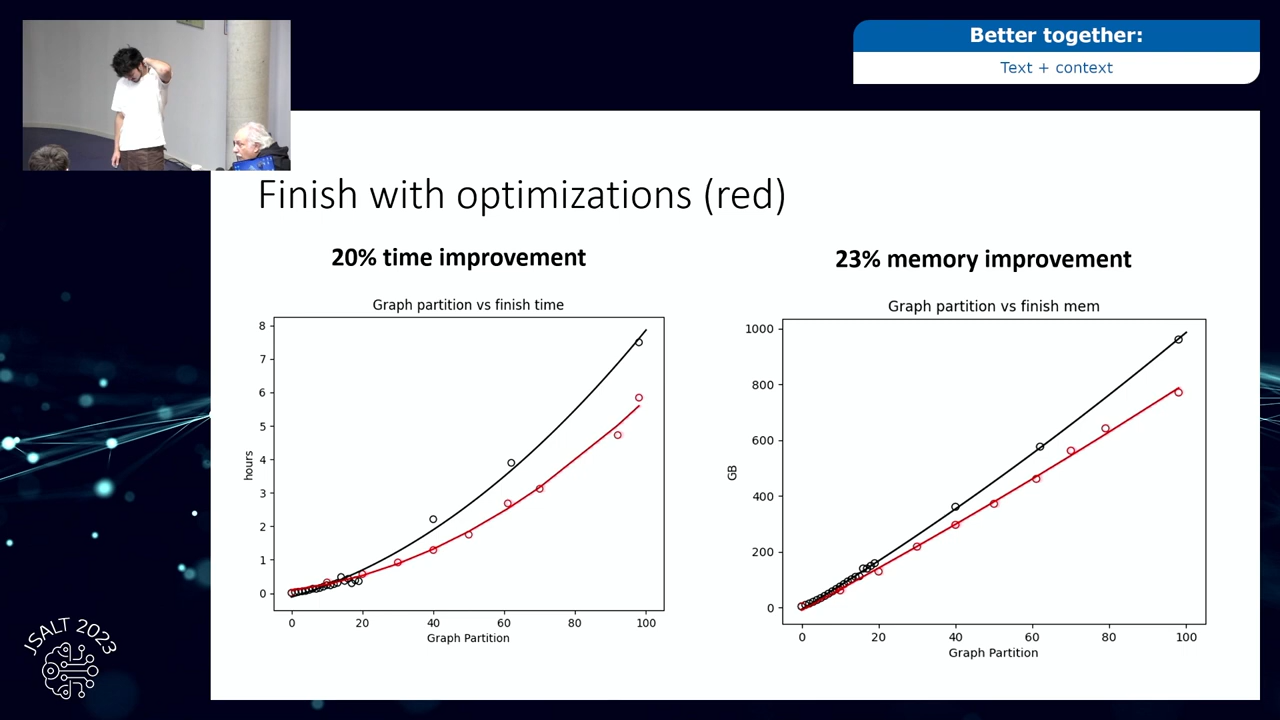 Better together:
Text + context
Finish with optimizations (red)
20% time improvement
23% memory improvement
Graph partition vs finish time
8
7
6
5
4
3
2
1
0
hours
0 20 40 60 80 100
Graph Partition
Graph partition vs finish mem
1000
800
600
400
200
0
GB
0 20 40 60 80 100
Graph Partition
JSALT 2023